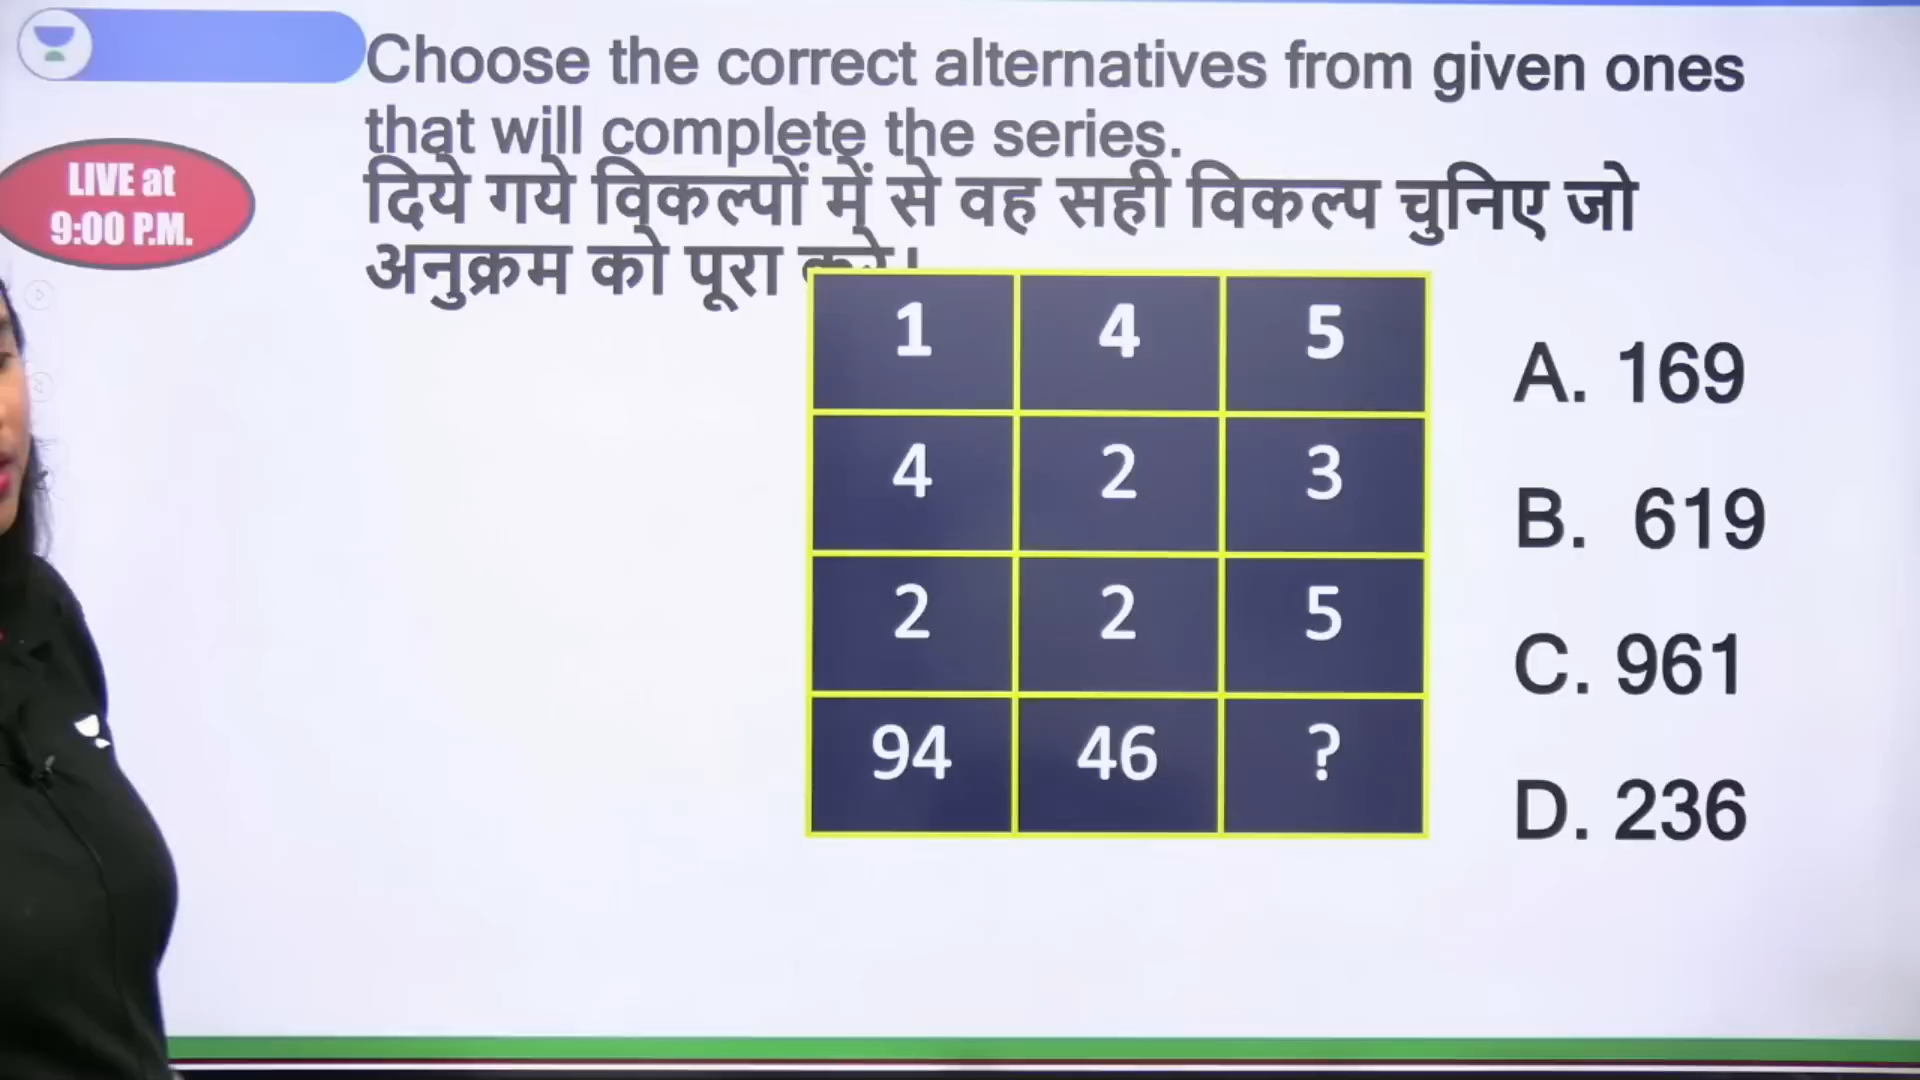 Choose the correct alternatives from given ones
that will complete the series.
दिये गये विकल्पों में से वह सही विकल्प चुनिए जो
अनुक्रम को पूरा
LIVE at
9:00 P.M.
1 4 5
4 2 3
2 2 5
94 46 ?
A. 169
B. 619
C. 961
D. 236